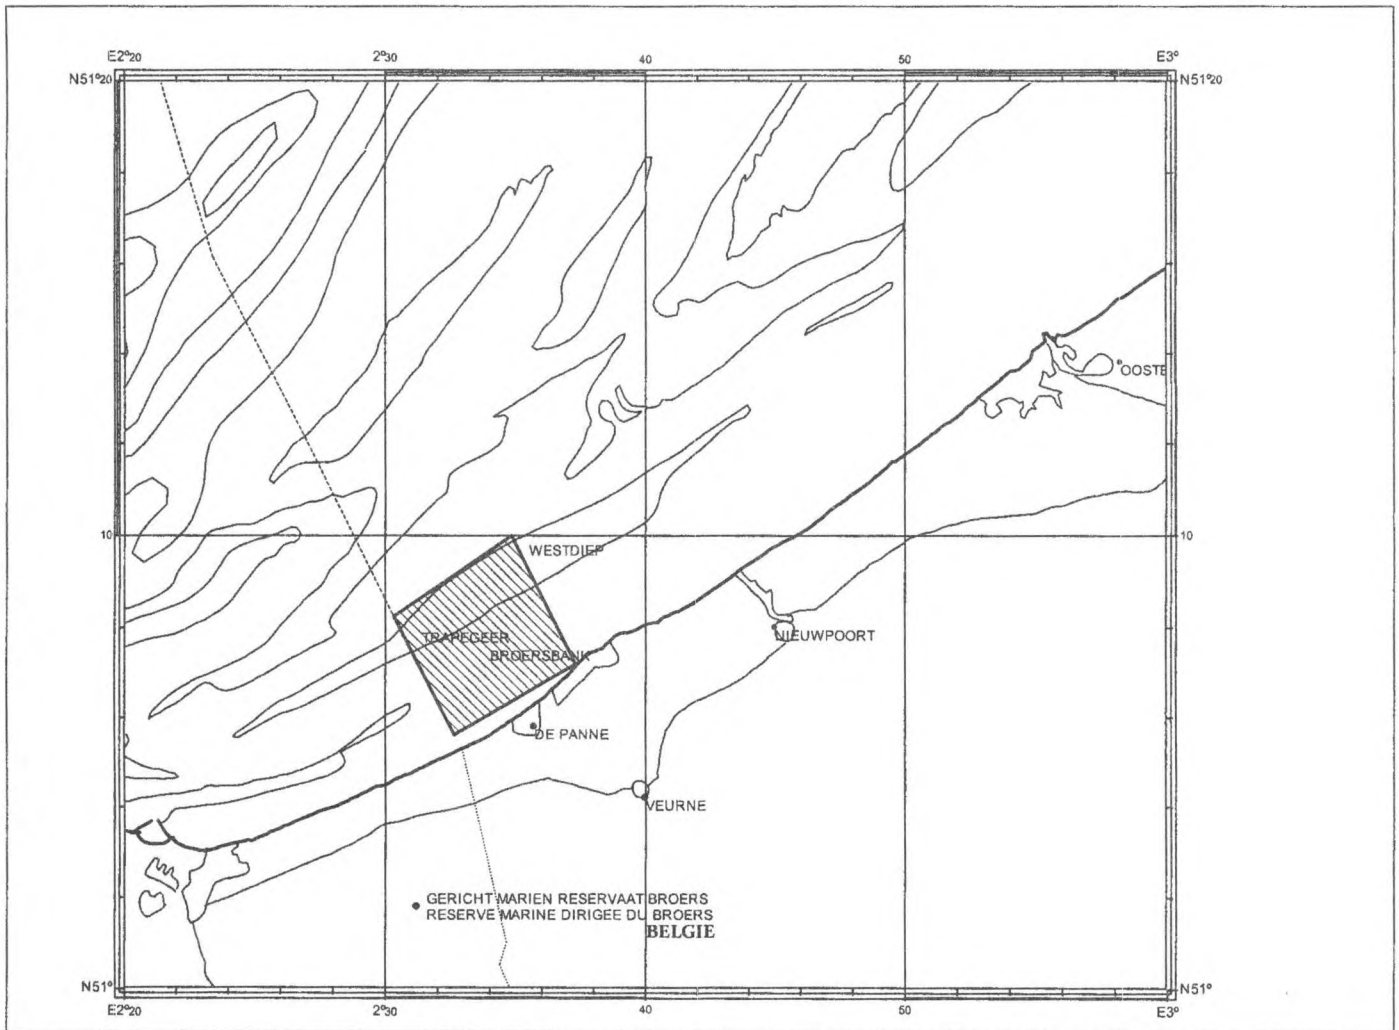 E2°20 2°30 40 50 E3°
N51°20 N51°20
OOSTE
10 10
WESTDIEP
TRAPEGEER
NIEUWPOORT
BROERSBANK
DE PANNE
VEURNE
GERICHT MARIEN RESERVAAT BROERS
RESERVE MARINE DIRIGEE DU BROERS
BELGIE
N51° N51°
E2°20 2°30 40 50 E3°